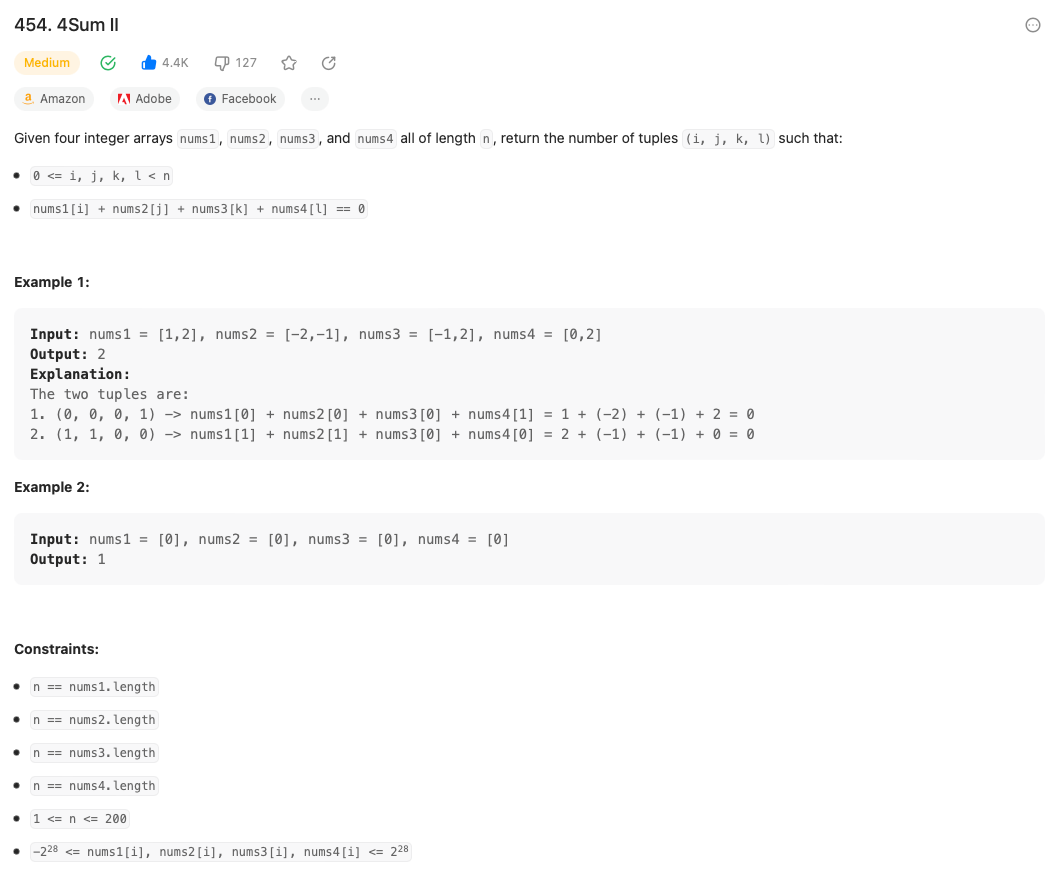 454. 4Sum II
Medium 4.4K 127
Amazon Adobe Facebook ...
Given four integer arrays nums1, nums2, nums3, and nums4 all of length n, return the number of tuples (i, j, k, l) such that:
0 <= i, j, k, l < n
nums1[i] + nums2[j] + nums3[k] + nums4[l] == 0
Example 1:
Input: nums1 = [1,2], nums2 = [-2,-1], nums3 = [-1,2], nums4 = [0,2]
Output: 2
Explanation:
The two tuples are:
1. (0, 0, 0, 1) -> nums1[0] + nums2[0] + nums3[0] + nums4[1] = 1 + (-2) + (-1) + 2 = 0
2. (1, 1, 0, 0) -> nums1[1] + nums2[1] + nums3[0] + nums4[0] = 2 + (-1) + (-1) + 0 = 0
Example 2:
Input: nums1 = [0], nums2 = [0], nums3 = [0], nums4 = [0]
Output: 1
Constraints:
n == nums1.length
n == nums2.length
n == nums3.length
n == nums4.length
1 <= n <= 200
-2²⁸ <= nums1[i], nums2[i], nums3[i], nums4[i] <= 2²⁸